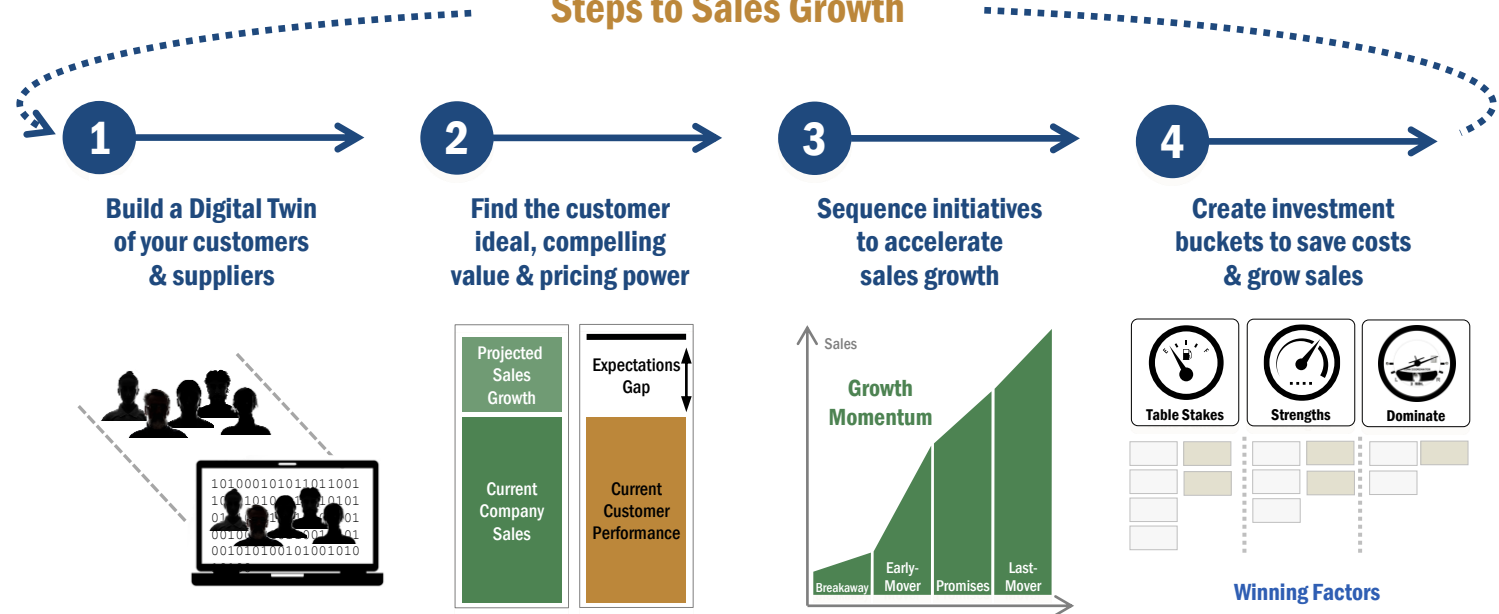 Steps to Sales Growth
1
2
3
4
Build a Digital Twin
of your customers
& suppliers
Find the customer
ideal, compelling
value & pricing power
Sequence initiatives
to accelerate
sales growth
Create investment
buckets to save costs
& grow sales
101000101011011001
001010100101001010
Projected
Sales
Growth
Current
Company
Sales
Expectations
Gap
Current
Customer
Performance
Sales
Growth
Momentum
Breakaway
Early-
Mover
Promises
Last-
Mover
E
F
Table Stakes
Strengths
Dominate
Winning Factors